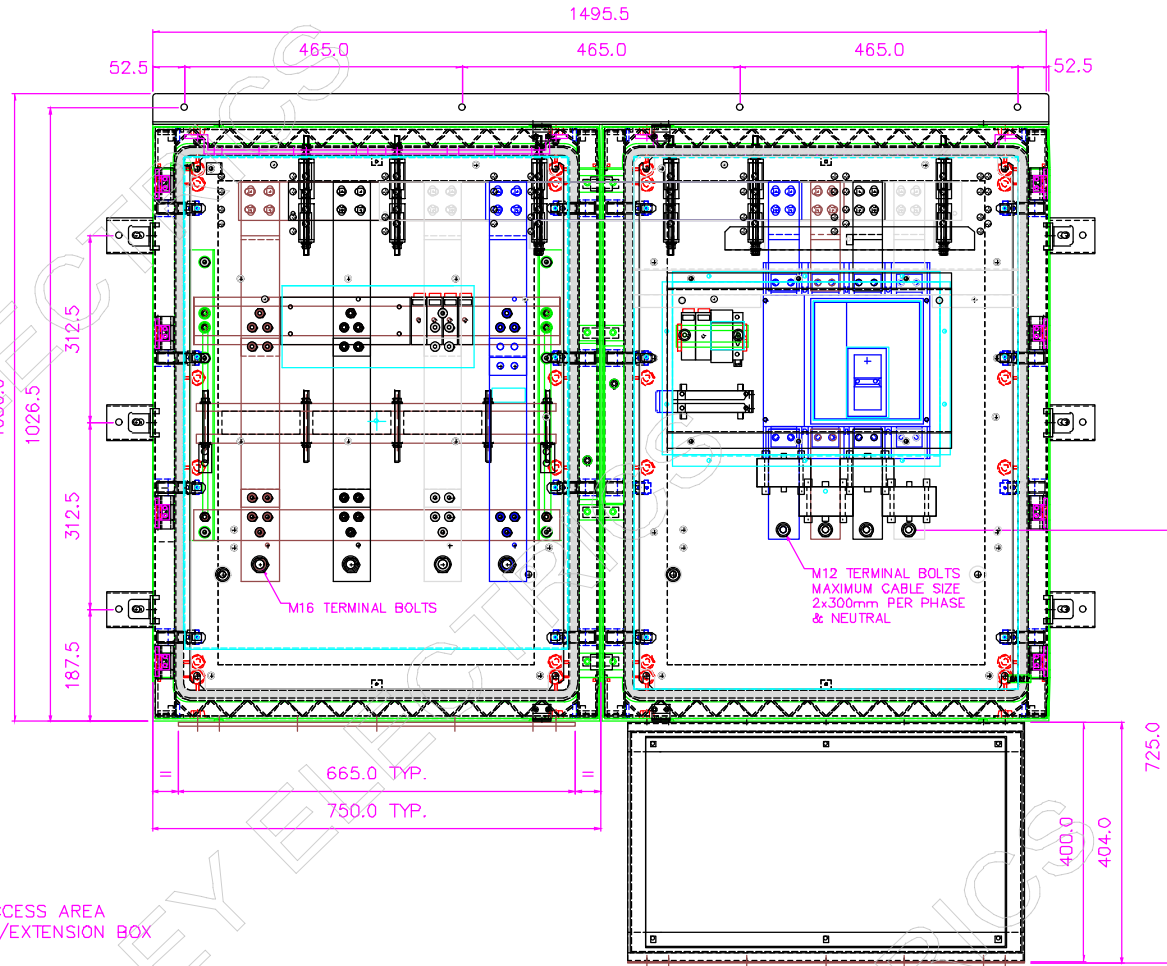 1495.5
465.0
465.0
465.0
52.5
52.5
312.5
1026.5
312.5
187.5
M16 TERMINAL BOLTS
M12 TERMINAL BOLTS
MAXIMUM CABLE SIZE
2x300mm PER PHASE
& NEUTRAL
= 665.0 TYP. =
750.0 TYP.
725.0
400.0
404.0
AREA
/EXTENSION BOX
ELECTRICS